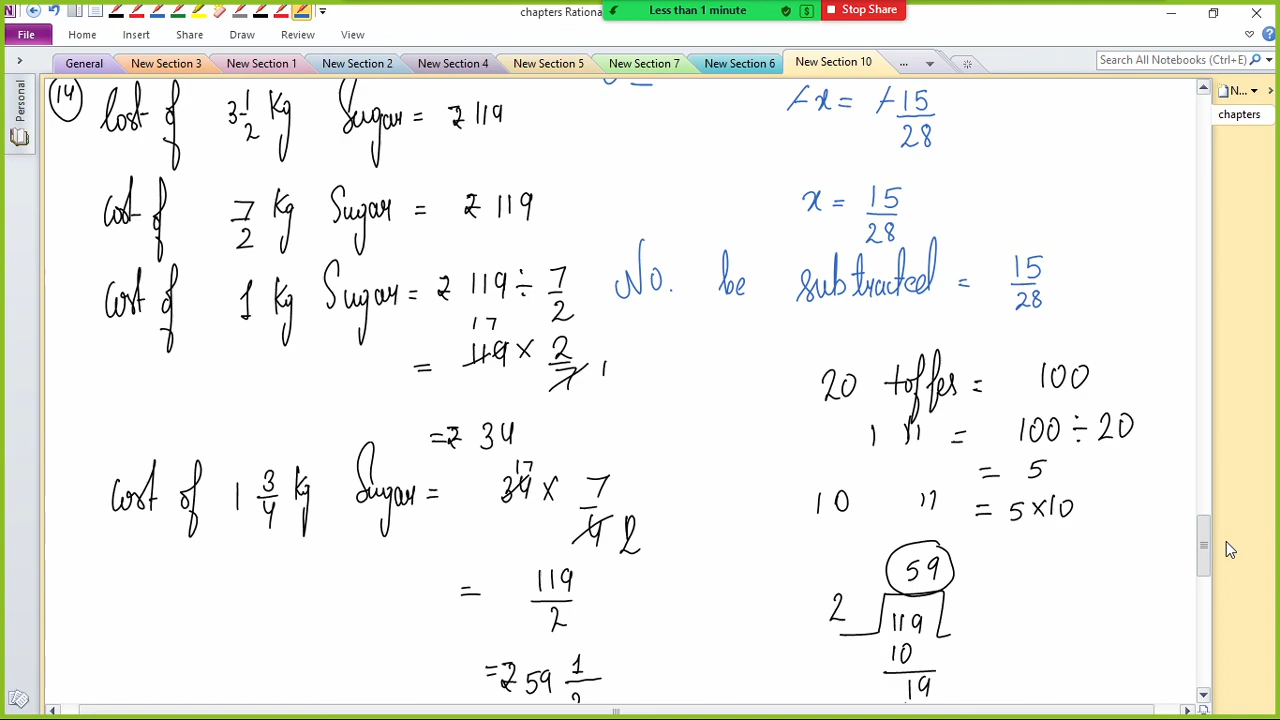 chapters Rationa
Less than 1 minute
Stop Share
File Home Insert Share Draw Review View
General New Section 3 New Section 1 New Section 2 New Section 4 New Section 5 New Section 7 New Section 6 New Section 10 ...
Search All Notebooks (Ctrl+E)
Personal
N...
chapters
(14) Cost of 3 1/2 Kg Sugar = ₹ 119
Cost of 7/2 Kg Sugar = ₹ 119
Cost of 1 Kg Sugar = ₹ 119 ÷ 7/2
17
= 119 × 2/7 1
= ₹ 34
Cost of 1 3/4 Kg Sugar = 34 17 × 7/4 2
= 119/2
= ₹ 59 1/2
-x = -15/28
x = 15/28
No. be subtracted = 15/28
20 toffes = 100
1 " = 100 ÷ 20
= 5
10 " = 5×10
59
2 119
10
19